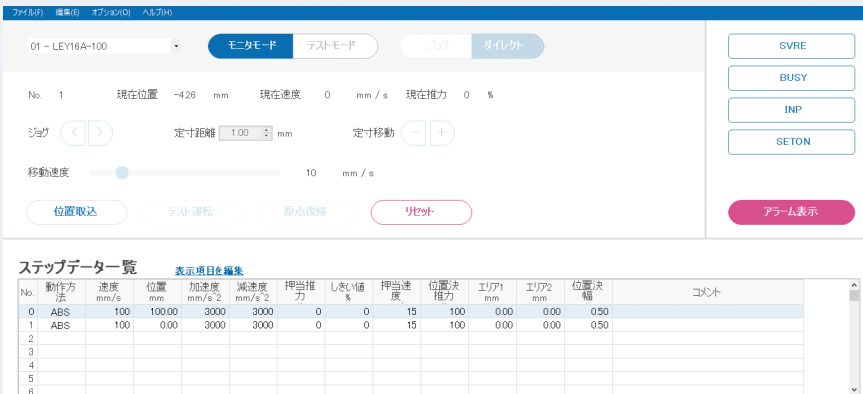 ファイル(F) 編集(E) オプション(O) ヘルプ(H)
01 - LEY16A-100 モニタモード テストモード ジョグ ダイレクト
SVRE
BUSY
INP
SETON
No. 1 現在位置 -426 mm 現在速度 0 mm / s 現在推力 0 %
ジョグ < > 定寸距離 1.00 mm 定寸移動 - +
移動速度 10 mm / s
位置取込 テスト運転 原点復帰 リセット
アラーム表示
ステップデータ一覧 表示項目を編集
No. 動作方法 速度 mm/s 位置 mm 加速度 mm/s^2 減速度 mm/s^2 押当推力 しきい値 % 押当速度 位置決推力 エリア1 mm エリア2 mm 位置決幅 コメント
0 ABS 100 100.00 3000 3000 0 0 15 100 0.00 0.00 0.50
1 ABS 100 0.00 3000 3000 0 0 15 100 0.00 0.00 0.50
2
3
4
5
6